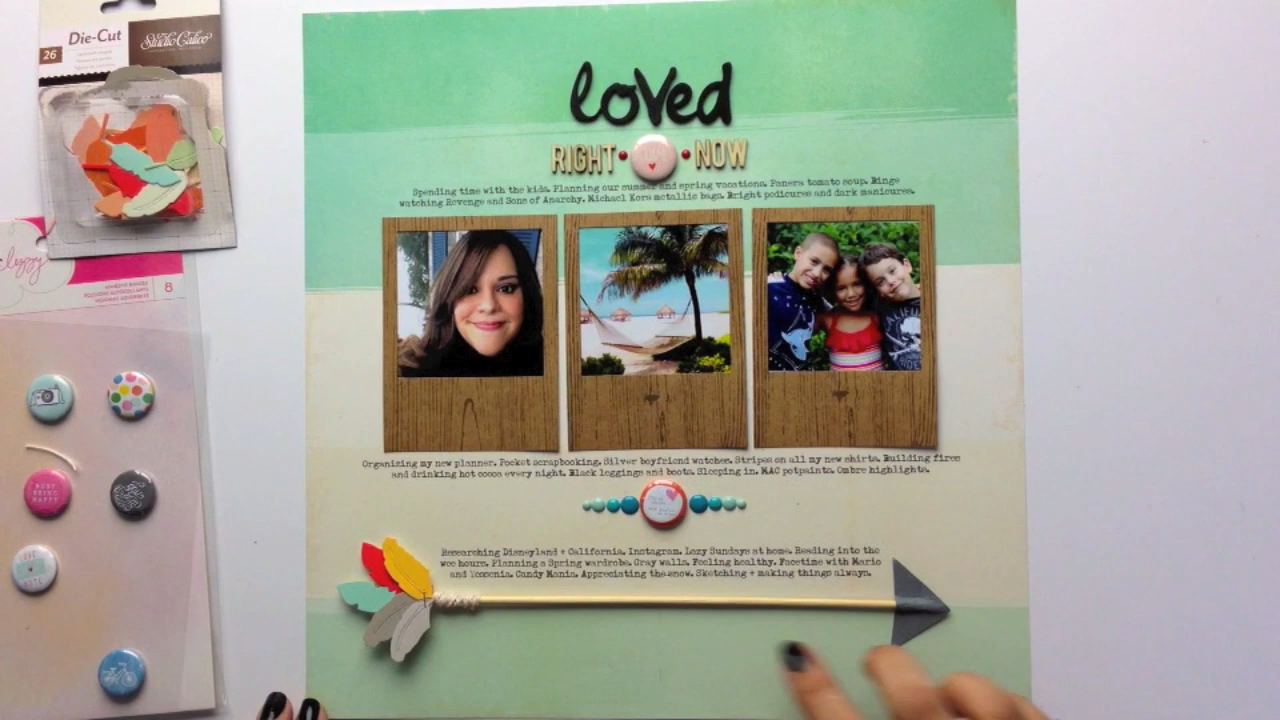 26
Die-Cut
Studio Calico
8
BUSY
BEING
HAPPY
loved
RIGHT NOW
Spending time with the kids. Planning our summer and spring vacations. Panera tomato soup. Binge
watching Revenge and Sons of Anarchy. Michael Kors metallic bags. Bright pedicures and dark manicures.
Organizing my new planner. Pocket scrapbooking. Silver boyfriend watches. Stripes on all my new shirts. Building fires
and drinking hot cocoa every night. Black leggings and boots. Sleeping in. MAC potpaints. Ombre highlights.
Researching Disneyland + California. Instagram. Lazy Sundays at home. Reading into the
wee hours. Planning a Spring wardrobe. Gray walls. Feeling healthy. Facetime with Mario
and Yessenia. Candy Mania. Appreciating the snow. Sketching + making things always.